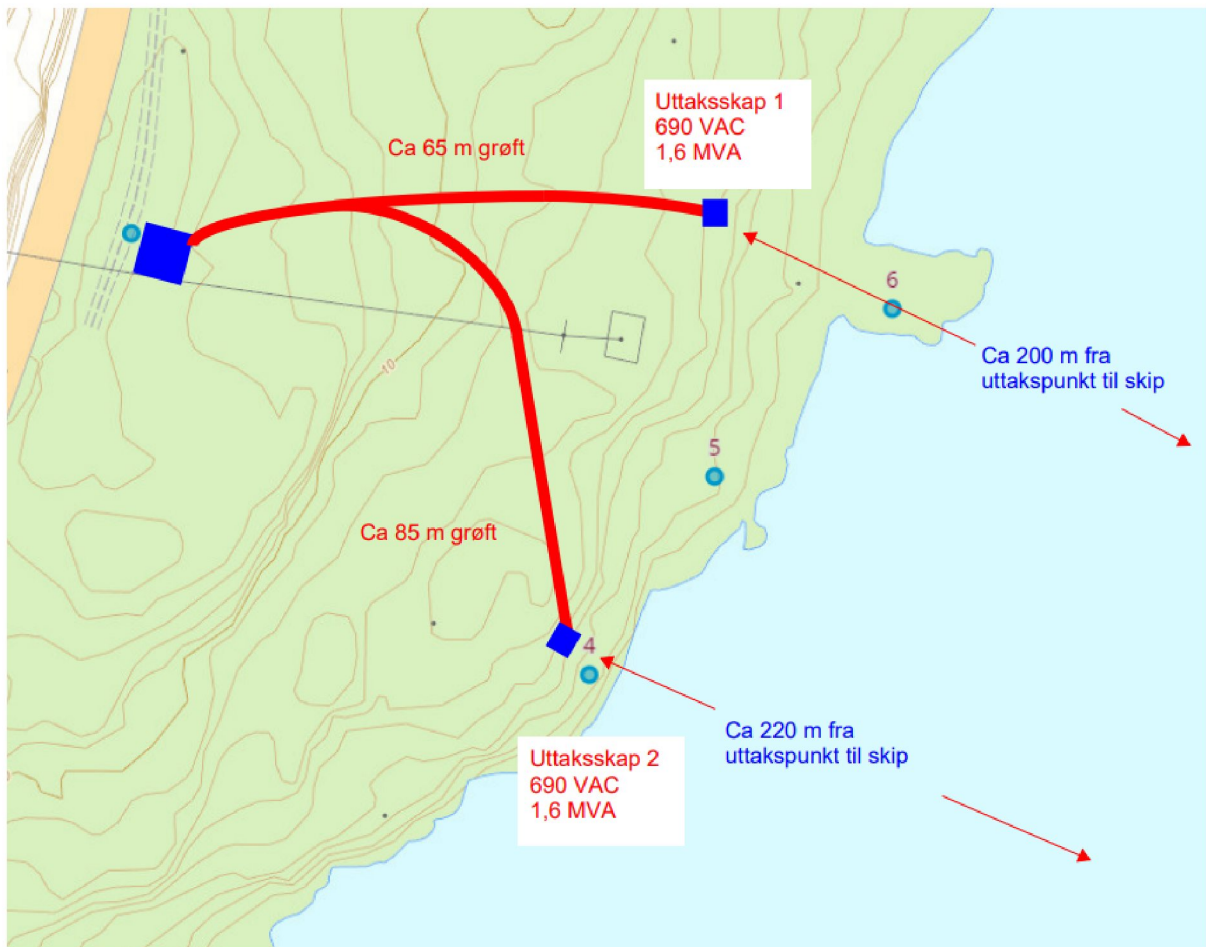 Uttaksskap 1
690 VAC
1,6 MVA
Ca 65 m grøft
6
Ca 200 m fra
uttakspunkt til skip
10
5
Ca 85 m grøft
4
Ca 220 m fra
uttakspunkt til skip
Uttaksskap 2
690 VAC
1,6 MVA